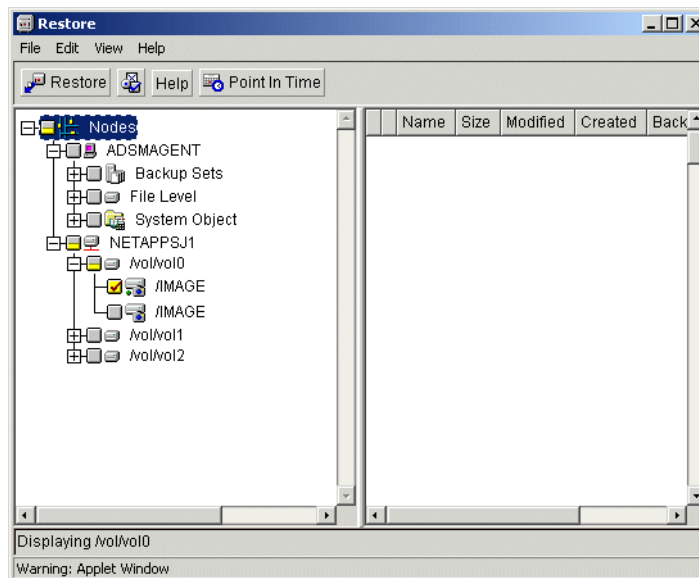 Restore
File Edit View Help
Restore Help Point In Time
Nodes
ADSMAGENT
Backup Sets
File Level
System Object
NETAPPSJ1
/vol/vol0
/IMAGE
/IMAGE
/vol/vol1
/vol/vol2
Name Size Modified Created Back
Displaying /vol/vol0
Warning: Applet Window